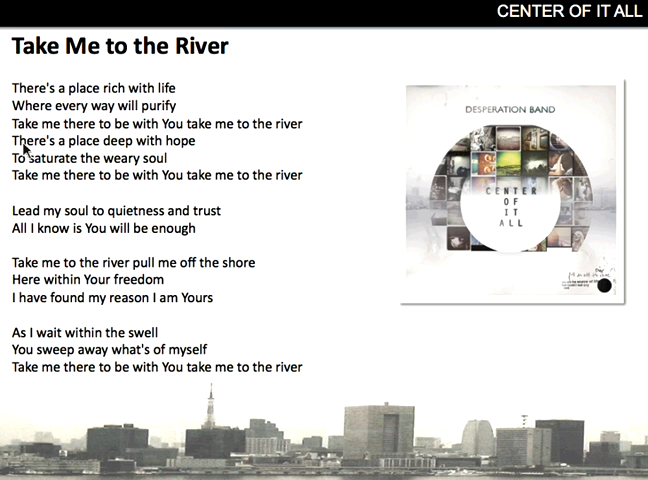 CENTER OF IT ALL
Take Me to the River
There's a place rich with life
Where every way will purify
Take me there to be with You take me to the river
There's a place deep with hope
To saturate the weary soul
Take me there to be with You take me to the river
Lead my soul to quietness and trust
All I know is You will be enough
Take me to the river pull me off the shore
Here within Your freedom
I have found my reason I am Yours
As I wait within the swell
You sweep away what's of myself
Take me there to be with You take me to the river
DESPERATION BAND
CENTER
OF
IT
ALL